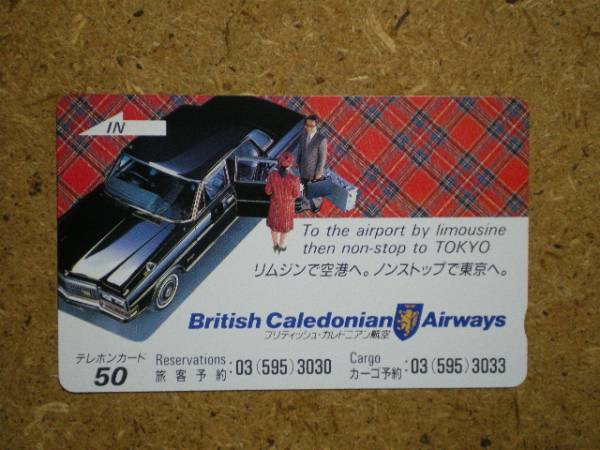 IN
To the airport by limousine
then non-stop to TOKYO
リムジンで空港へ。ノンストップで東京へ。
British Caledonian Airways
ブリティッシュ・カレドニアン航空
テレホンカード
50
Reservations
旅客予約:03(595)3030
Cargo
カーゴ予約:03(595)3033